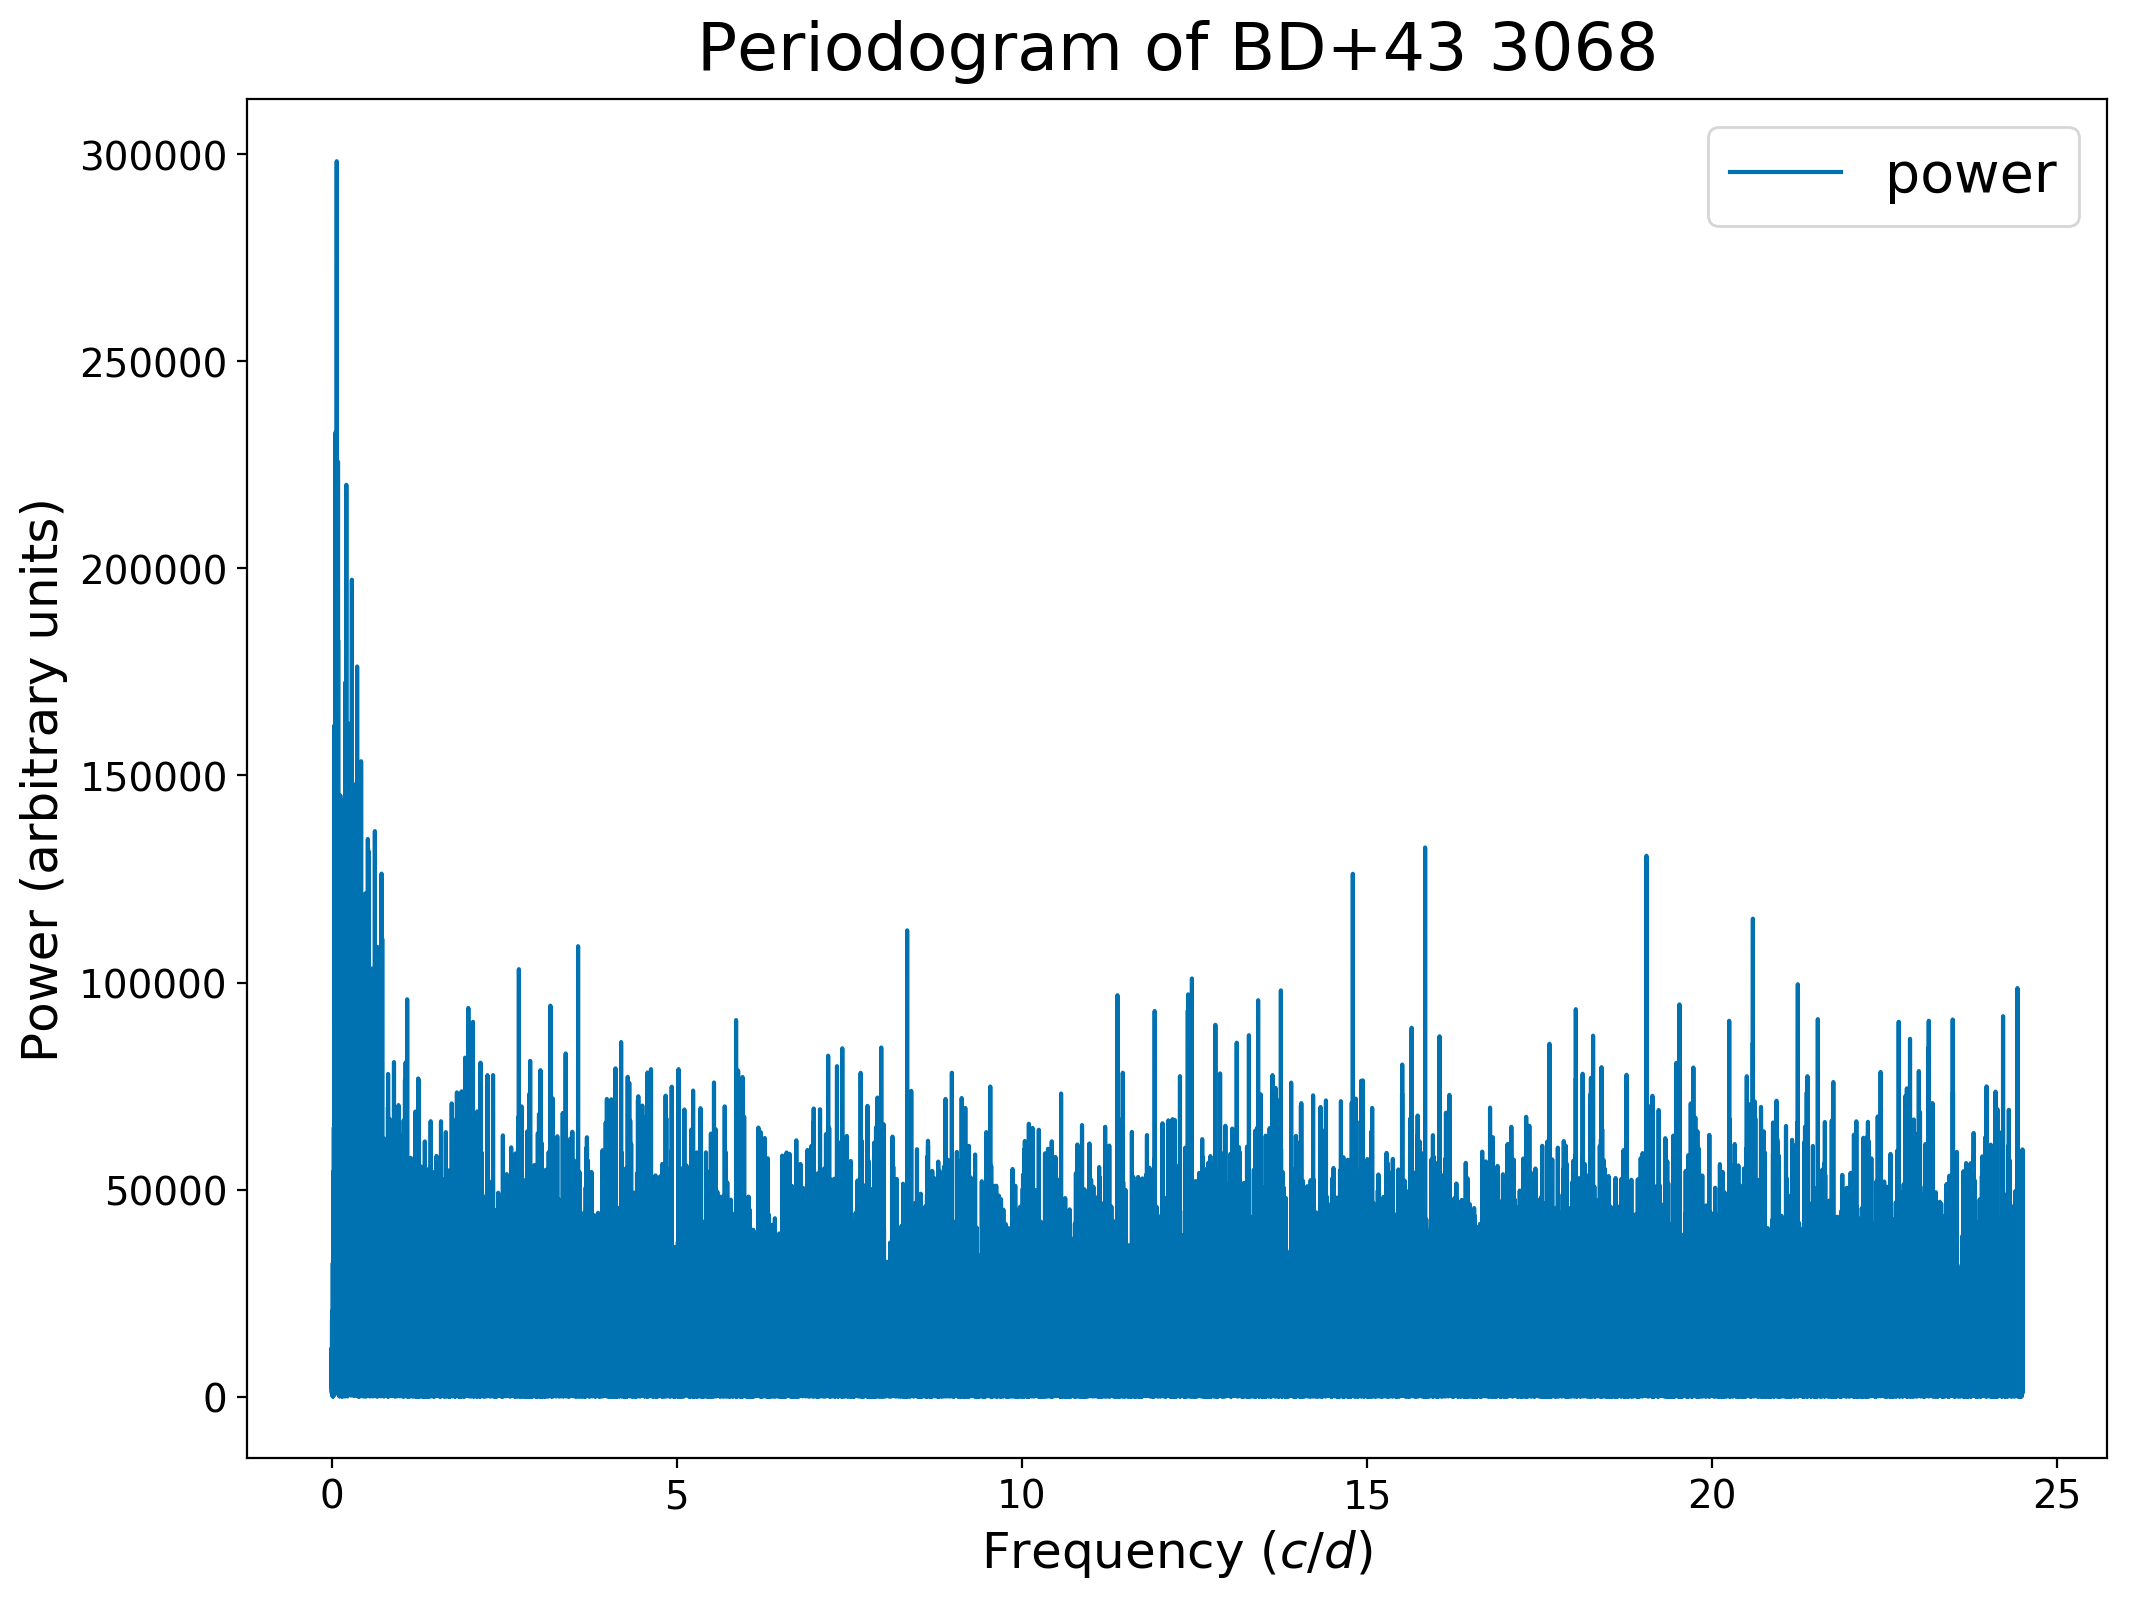 Periodogram of BD+43 3068
power
300000
250000
200000
150000
100000
50000
0
Power (arbitrary units)
0 5 10 15 20 25
Frequency (c/d)